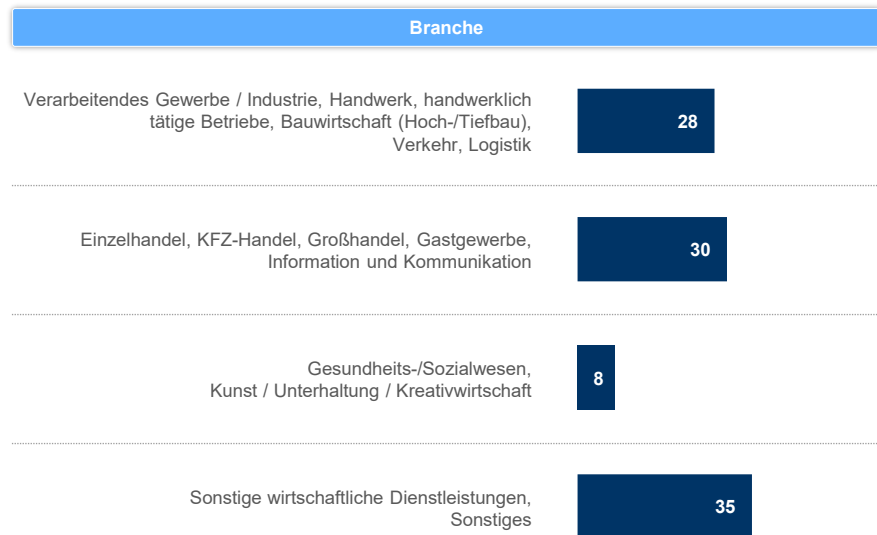 Branche
Verarbeitendes Gewerbe / Industrie, Handwerk, handwerklich
tätige Betriebe, Bauwirtschaft (Hoch-/Tiefbau),
Verkehr, Logistik
28
Einzelhandel, KFZ-Handel, Großhandel, Gastgewerbe,
Information und Kommunikation
30
Gesundheits-/Sozialwesen,
Kunst / Unterhaltung / Kreativwirtschaft
8
Sonstige wirtschaftliche Dienstleistungen,
Sonstiges
35